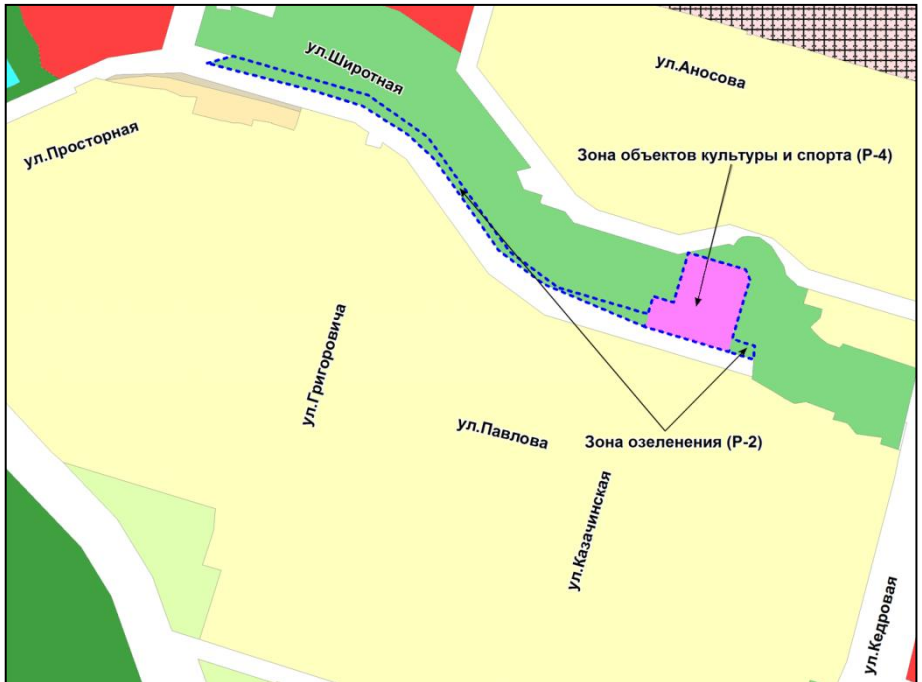 ул.Широтная
ул.Аносова
ул.Просторная
Зона объектов культуры и спорта (Р-4)
ул.Григоровича
ул.Павлова
Зона озеленения (Р-2)
ул.Казачинская
ул.Кедровая